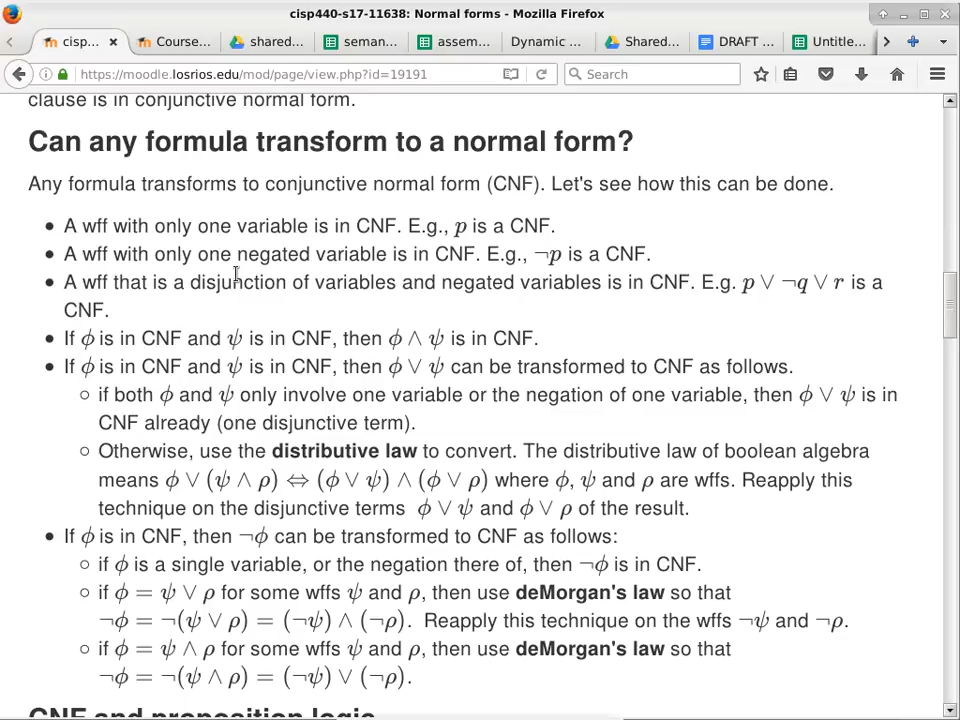 cisp440-s17-11638: Normal forms - Mozilla Firefox
cisp... Course... shared... seman... assem... Dynamic ... Shared... DRAFT ... Untitle...
https://moodle.losrios.edu/mod/page/view.php?id=19191 Search
clause is in conjunctive normal form.
Can any formula transform to a normal form?
Any formula transforms to conjunctive normal form (CNF). Let's see how this can be done.
• A wff with only one variable is in CNF. E.g., p is a CNF.
• A wff with only one negated variable is in CNF. E.g., ¬p is a CNF.
• A wff that is a disjunction of variables and negated variables is in CNF. E.g. p ∨ ¬q ∨ r is a
CNF.
• If ϕ is in CNF and ψ is in CNF, then ϕ ∧ ψ is in CNF.
• If ϕ is in CNF and ψ is in CNF, then ϕ ∨ ψ can be transformed to CNF as follows.
○ if both ϕ and ψ only involve one variable or the negation of one variable, then ϕ ∨ ψ is in
CNF already (one disjunctive term).
○ Otherwise, use the distributive law to convert. The distributive law of boolean algebra
means ϕ ∨ (ψ ∧ ρ) ⇔ (ϕ ∨ ψ) ∧ (ϕ ∨ ρ) where ϕ, ψ and ρ are wffs. Reapply this
technique on the disjunctive terms ϕ ∨ ψ and ϕ ∨ ρ of the result.
• If ϕ is in CNF, then ¬ϕ can be transformed to CNF as follows:
○ if ϕ is a single variable, or the negation there of, then ¬ϕ is in CNF.
○ if ϕ = ψ ∨ ρ for some wffs ψ and ρ, then use deMorgan's law so that
¬ϕ = ¬(ψ ∨ ρ) = (¬ψ) ∧ (¬ρ). Reapply this technique on the wffs ¬ψ and ¬ρ.
○ if ϕ = ψ ∧ ρ for some wffs ψ and ρ, then use deMorgan's law so that
¬ϕ = ¬(ψ ∧ ρ) = (¬ψ) ∨ (¬ρ).
CNF and proposition logic